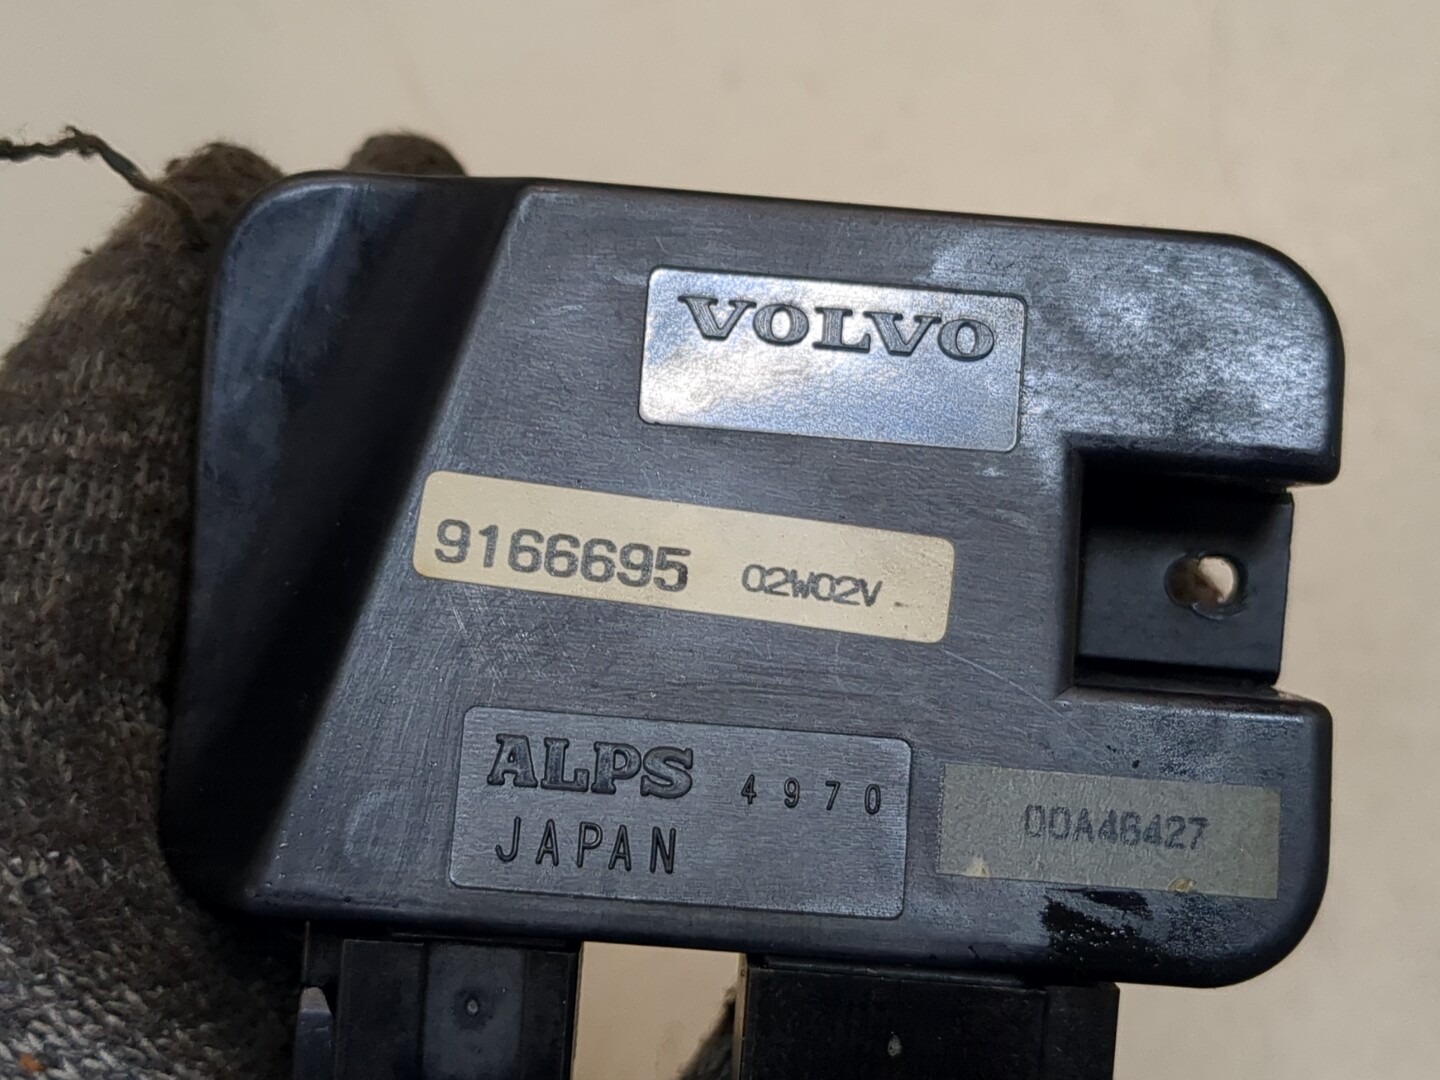 VOLVO
9166695 02W02V
ALPS 4970
JAPAN
00A46427